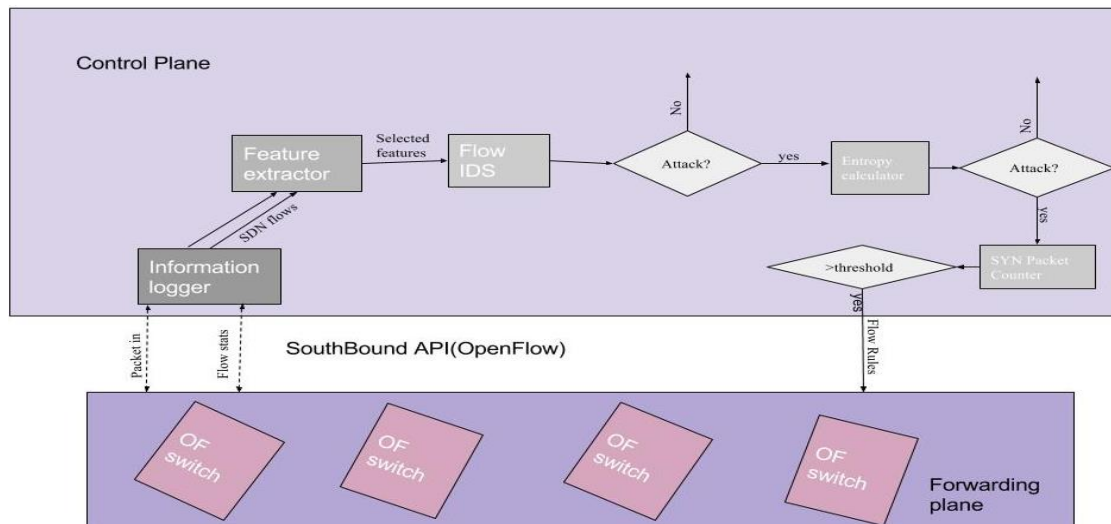 Control Plane
No
No
Feature
extractor
Selected
features
Flow
IDS
Attack?
yes
Entropy
calculator
Attack?
yes
SDN flows
Information
logger
SYN Packet
Counter
>threshold
yes
Packet in
Flow stats
SouthBound API(OpenFlow)
Flow Rules
OF
switch
OF
switch
OF
switch
OF
switch
Forwarding
plane